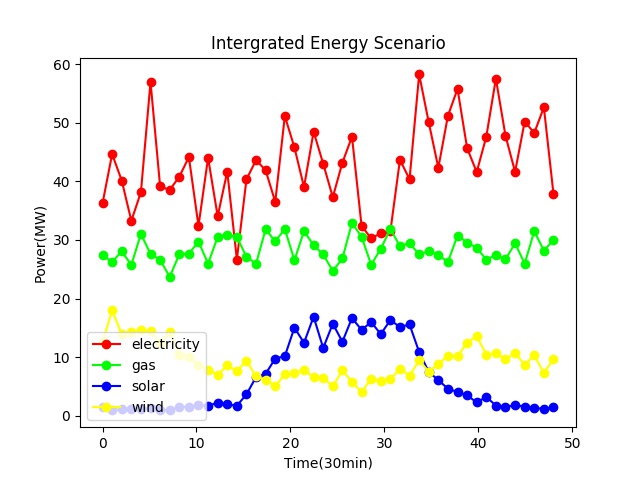 Intergrated Energy Scenario
60
50
40
30
20
10
0
Power(MW)
electricity
gas
solar
wind
0 10 20 30 40 50
Time(30min)